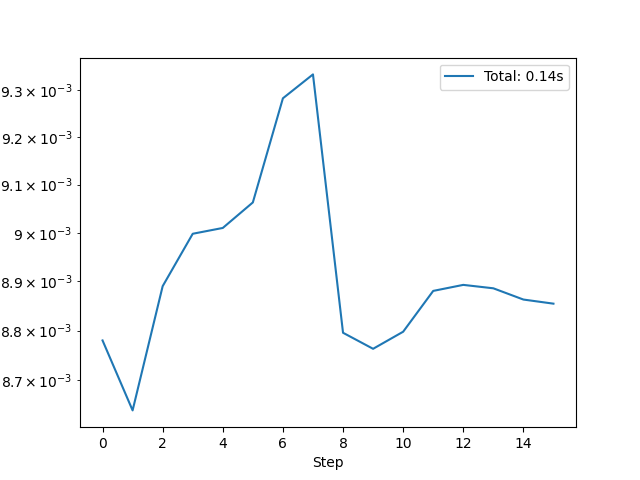 Total: 0.14s
9.3 × 10⁻³
9.2 × 10⁻³
9.1 × 10⁻³
9 × 10⁻³
8.9 × 10⁻³
8.8 × 10⁻³
8.7 × 10⁻³
0 2 4 6 8 10 12 14
Step